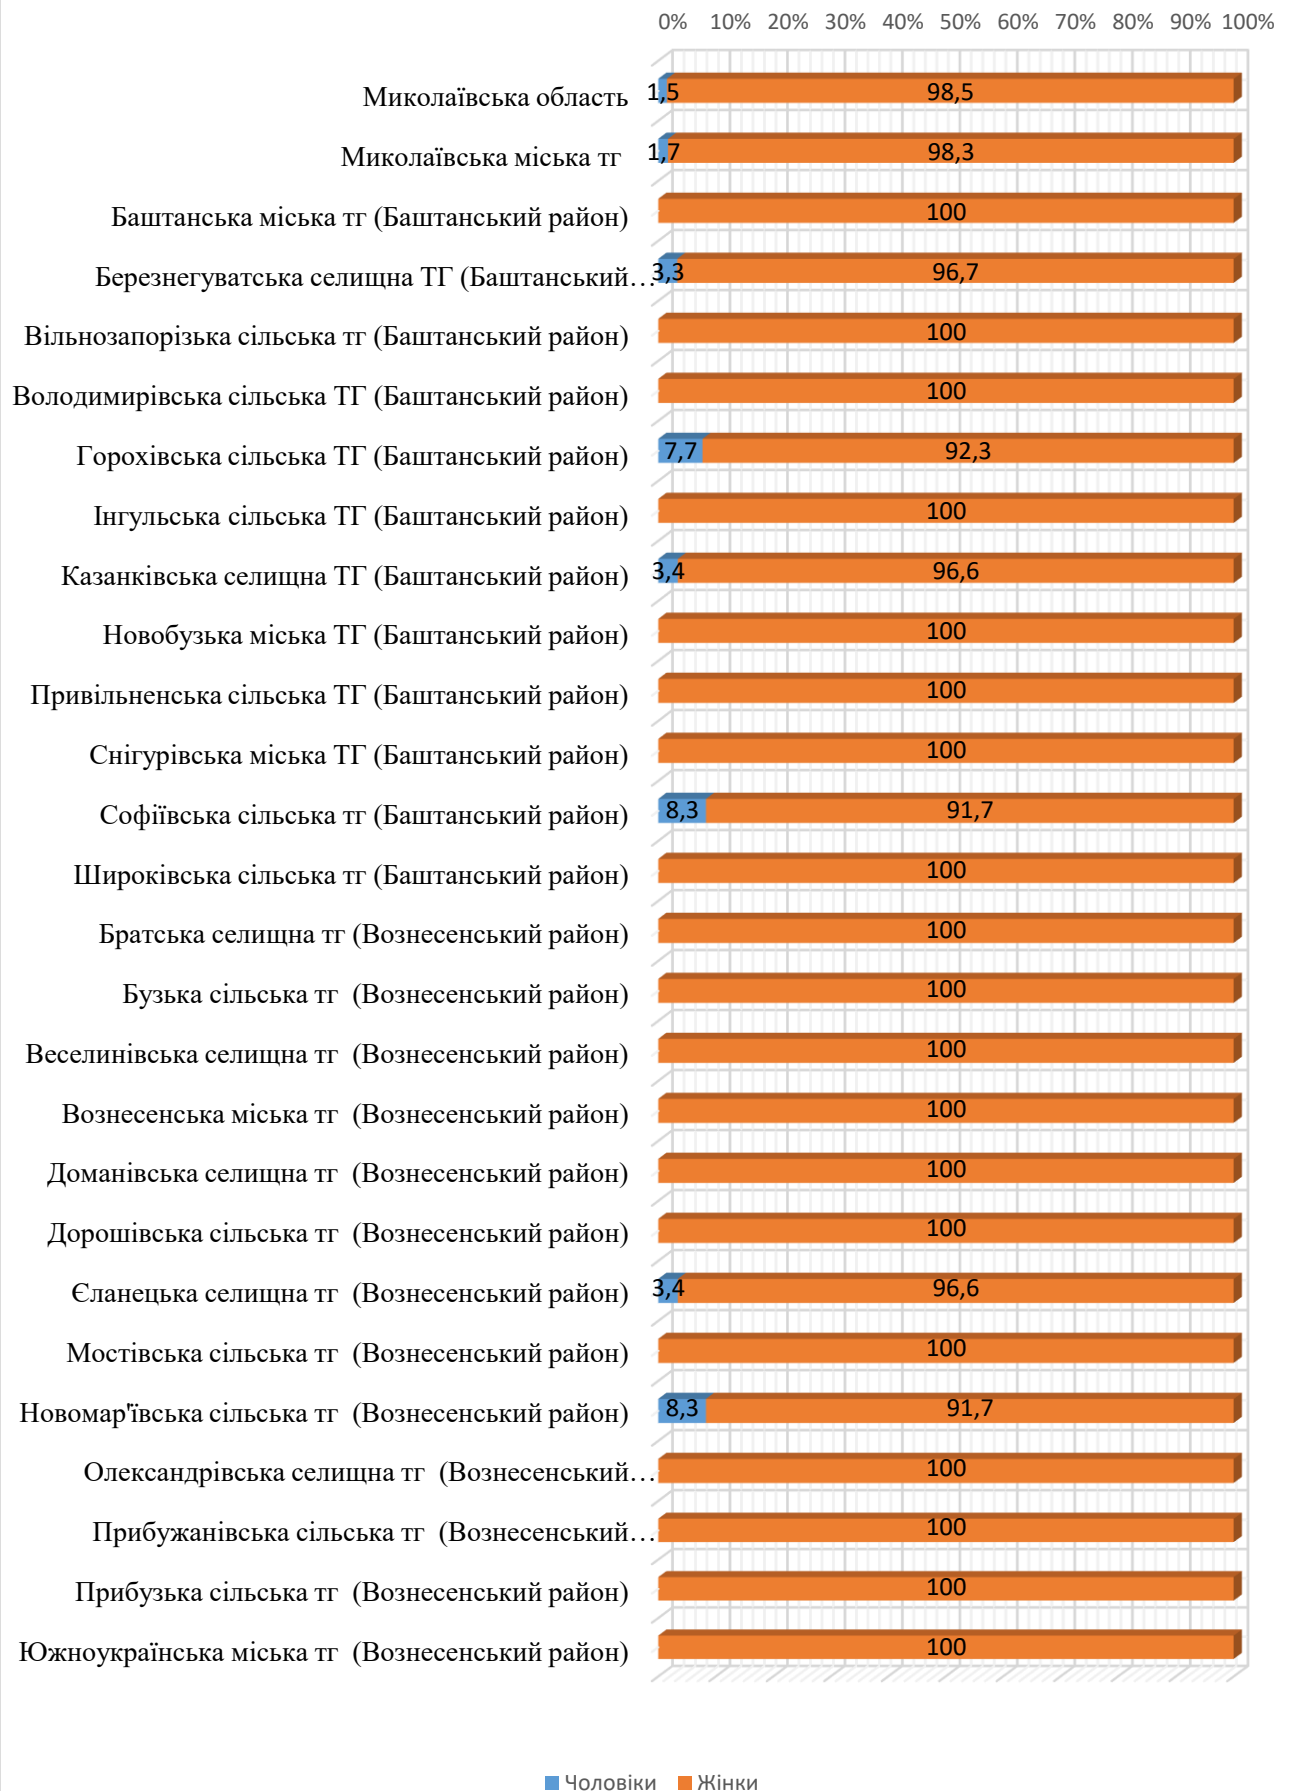 0% 10% 20% 30% 40% 50% 60% 70% 80% 90% 100%
Миколаївська область 1,5 98,5
Миколаївська міська тг 1,7 98,3
Баштанська міська тг (Баштанський район) 100
Березнегуватська селищна ТГ (Баштанський… 3,3 96,7
Вільнозапорізька сільська тг (Баштанський район) 100
Володимирівська сільська ТГ (Баштанський район) 100
Горохівська сільська ТГ (Баштанський район) 7,7 92,3
Інгульська сільська ТГ (Баштанський район) 100
Казанківська селищна ТГ (Баштанський район) 3,4 96,6
Новобузька міська ТГ (Баштанський район) 100
Привільненська сільська ТГ (Баштанський район) 100
Снігурівська міська ТГ (Баштанський район) 100
Софіївська сільська тг (Баштанський район) 8,3 91,7
Широківська сільська тг (Баштанський район) 100
Братська селищна тг (Вознесенський район) 100
Бузька сільська тг (Вознесенський район) 100
Веселинівська селищна тг (Вознесенський район) 100
Вознесенська міська тг (Вознесенський район) 100
Доманівська селищна тг (Вознесенський район) 100
Дорошівська сільська тг (Вознесенський район) 100
Єланецька селищна тг (Вознесенський район) 3,4 96,6
Мостівська сільська тг (Вознесенський район) 100
Новомар'ївська сільська тг (Вознесенський район) 8,3 91,7
Олександрівська селищна тг (Вознесенський… 100
Прибужанівська сільська тг (Вознесенський… 100
Прибузька сільська тг (Вознесенський район) 100
Южноукраїнська міська тг (Вознесенський район) 100
Чоловіки Жінки